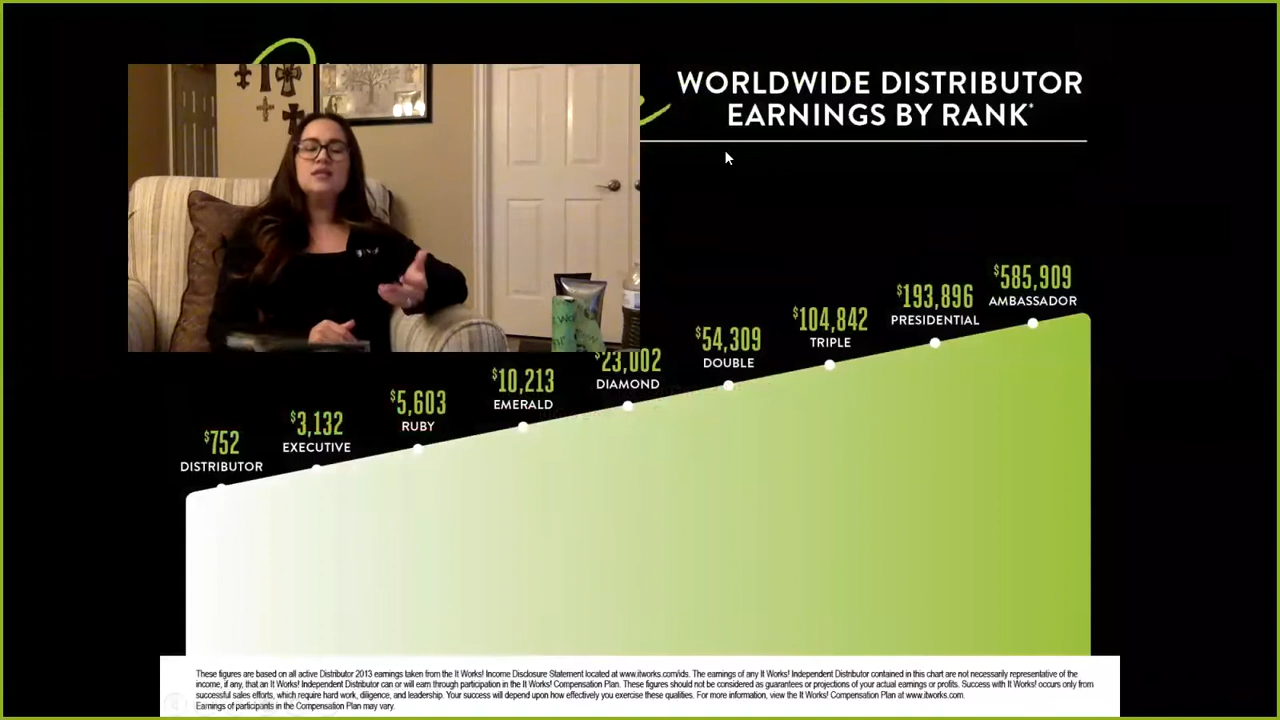 WORLDWIDE DISTRIBUTOR
EARNINGS BY RANK*
$585,909
AMBASSADOR
$193,896
PRESIDENTIAL
$104,842
TRIPLE
$54,309
DOUBLE
$23,002
DIAMOND
$10,213
EMERALD
$5,603
RUBY
$3,132
EXECUTIVE
$752
DISTRIBUTOR
These figures are based on all active Distributor 2013 earnings taken from the It Works! Income Disclosure Statement located at www.itworks.com/ids. The earnings of any It Works! Independent Distributor contained in this chart are not necessarily representative of the
income, if any, that an It Works! Independent Distributor can or will earn through participation in the It Works! Compensation Plan. These figures should not be considered as guarantees or projections of your actual earnings or profits. Success with It Works! occurs only from
successful sales efforts, which require hard work, diligence, and leadership. Your success will depend upon how effectively you exercise these qualities. For more information, view the It Works! Compensation Plan at www.itworks.com.
Earnings of participants in the Compensation Plan may vary.